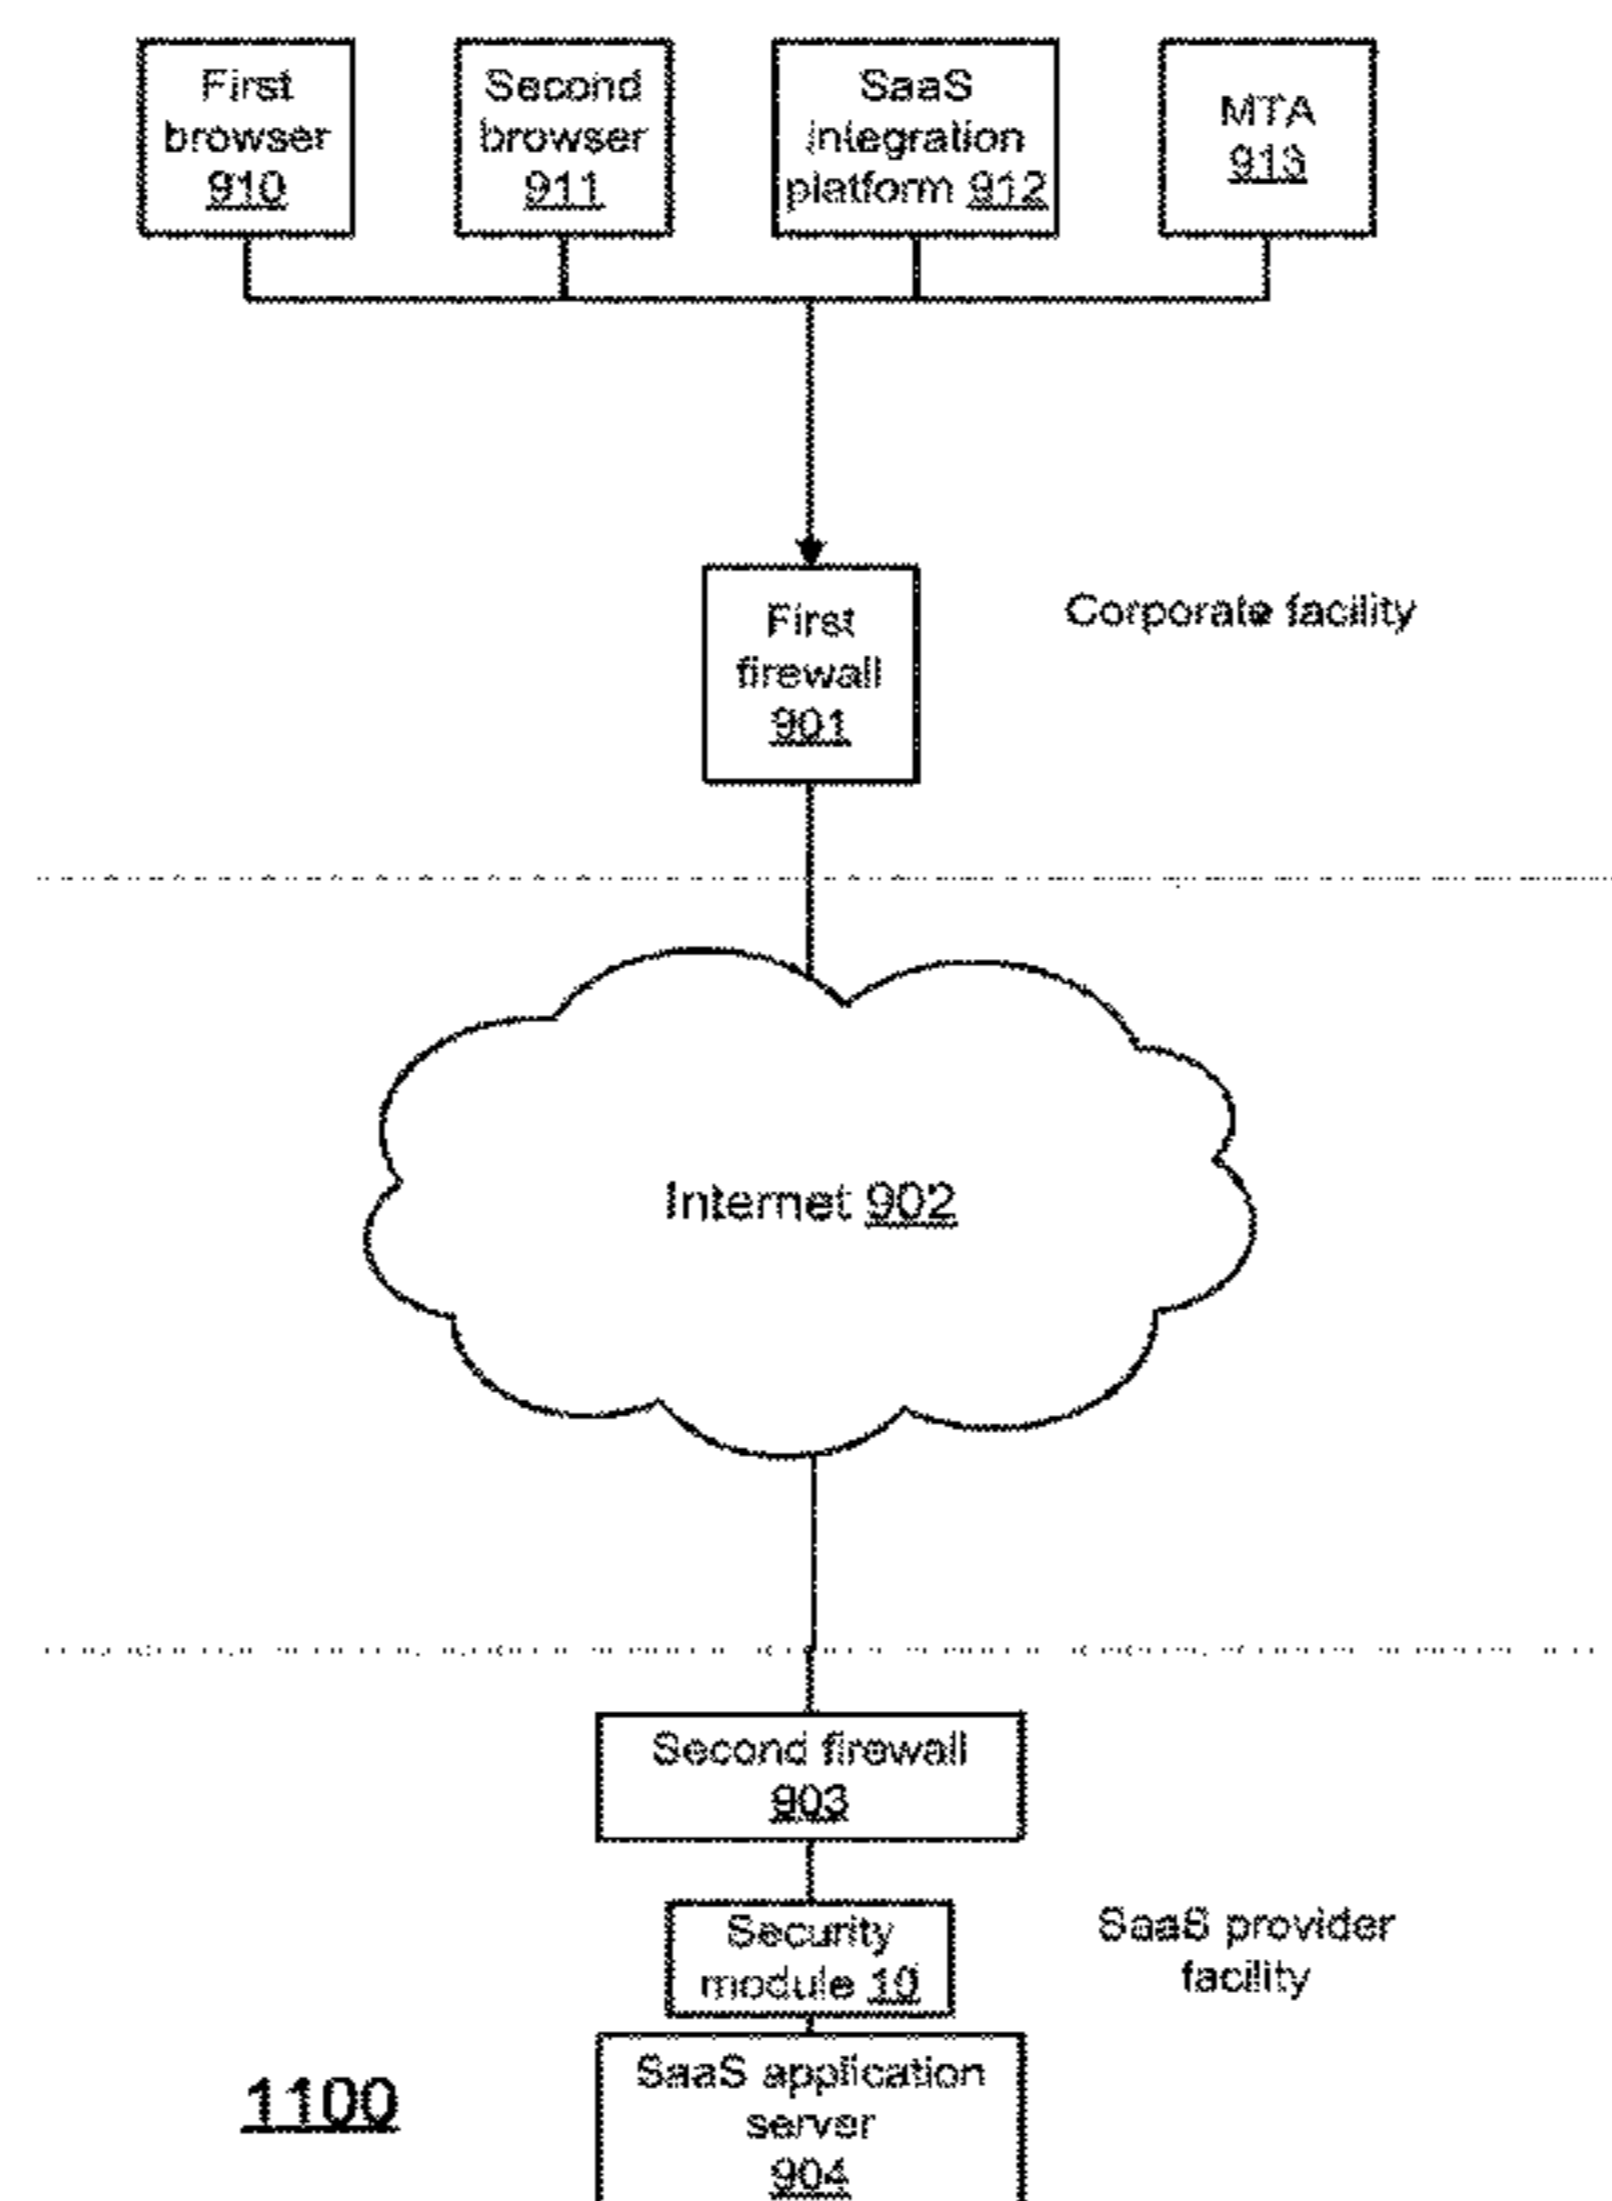 First
browser
910
Second
browser
911
SaaS
integration
platform 912
MTA
913
First
firewall
901
Corporate facility
Internet 902
Second firewall
903
Security
module 10
SaaS provider
facility
SaaS application
server
904
1100